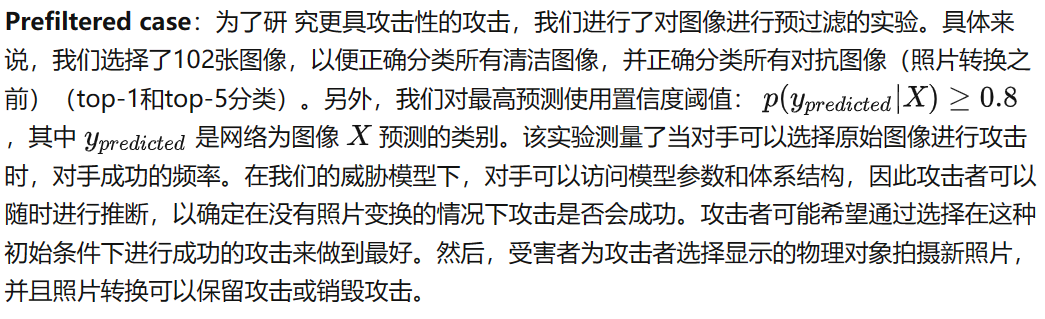 Prefiltered case：为了研 究更具攻击性的攻击，我们进行了对图像进行预过滤的实验。具体来
说，我们选择了102张图像，以便正确分类所有清洁图像，并正确分类所有对抗图像（照片转换之
前）（top-1和top-5分类）。另外，我们对最高预测使用置信度阈值： p(y_{predicted}|X) ≥ 0.8
，其中 y_{predicted} 是网络为图像 X 预测的类别。该实验测量了当对手可以选择原始图像进行攻击
时，对手成功的频率。在我们的威胁模型下，对手可以访问模型参数和体系结构，因此攻击者可以
随时进行推断，以确定在没有照片变换的情况下攻击是否会成功。攻击者可能希望通过选择在这种
初始条件下进行成功的攻击来做到最好。然后，受害者为攻击者选择显示的物理对象拍摄新照片，
并且照片转换可以保留攻击或销毁攻击。